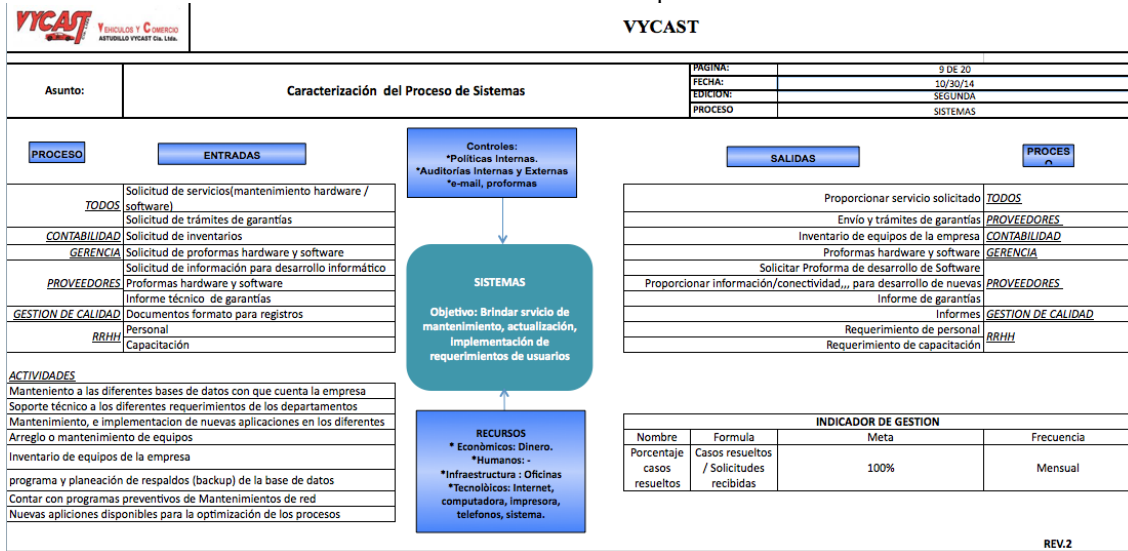 VYCAST
VEHICULOS Y COMERCIO
ASTUDILLO VYCAST Cia. Ltda.
VYCAST
Asunto:
Caracterización del Proceso de Sistemas
PAGINA:
9 DE 20
FECHA:
10/30/14
EDICION:
SEGUNDA
PROCESO
SISTEMAS
PROCESO
ENTRADAS
Controles:
*Políticas Internas.
*Auditorías Internas y Externas
*e-mail, proformas
SALIDAS
PROCES
O
TODOS
Solicitud de servicios(mantenimiento hardware /
software)
Solicitud de trámites de garantías
CONTABILIDAD
Solicitud de inventarios
GERENCIA
Solicitud de proformas hardware y software
PROVEEDORES
Solicitud de información para desarrollo informático
Proformas hardware y software
Informe técnico de garantías
GESTION DE CALIDAD
Documentos formato para registros
RRHH
Personal
Capacitación
SISTEMAS
Objetivo: Brindar srvicio de
mantenimiento, actualización,
implementación de
requerimientos de usuarios
Proporcionar servicio solicitado
TODOS
Envío y trámites de garantías
PROVEEDORES
Inventario de equipos de la empresa
CONTABILIDAD
Proformas hardware y software
GERENCIA
Solicitar Proforma de desarrollo de Software
Proporcionar información/conectividad,,, para desarrollo de nuevas
PROVEEDORES
Informe de garantías
Informes
GESTION DE CALIDAD
Requerimiento de personal
RRHH
Requerimiento de capacitación
ACTIVIDADES
Manteniento a las diferentes bases de datos con que cuenta la empresa
Soporte técnico a los diferentes requerimientos de los departamentos
Mantenimiento, e implementacion de nuevas aplicaciones en los diferentes
Arreglo o mantenimiento de equipos
Inventario de equipos de la empresa
programa y planeación de respaldos (backup) de la base de datos
Contar con programas preventivos de Mantenimientos de red
Nuevas apliciones disponibles para la optimización de los procesos
RECURSOS
* Econòmicos: Dinero.
*Humanos: -
*Infraestructura : Oficinas
*Tecnolòbicos: Internet,
computadora, impresora,
telefonos, sistema.
INDICADOR DE GESTION
Nombre
Formula
Meta
Frecuencia
Porcentaje
casos
resueltos
Casos resueltos
/ Solicitudes
recibidas
100%
Mensual
REV.2